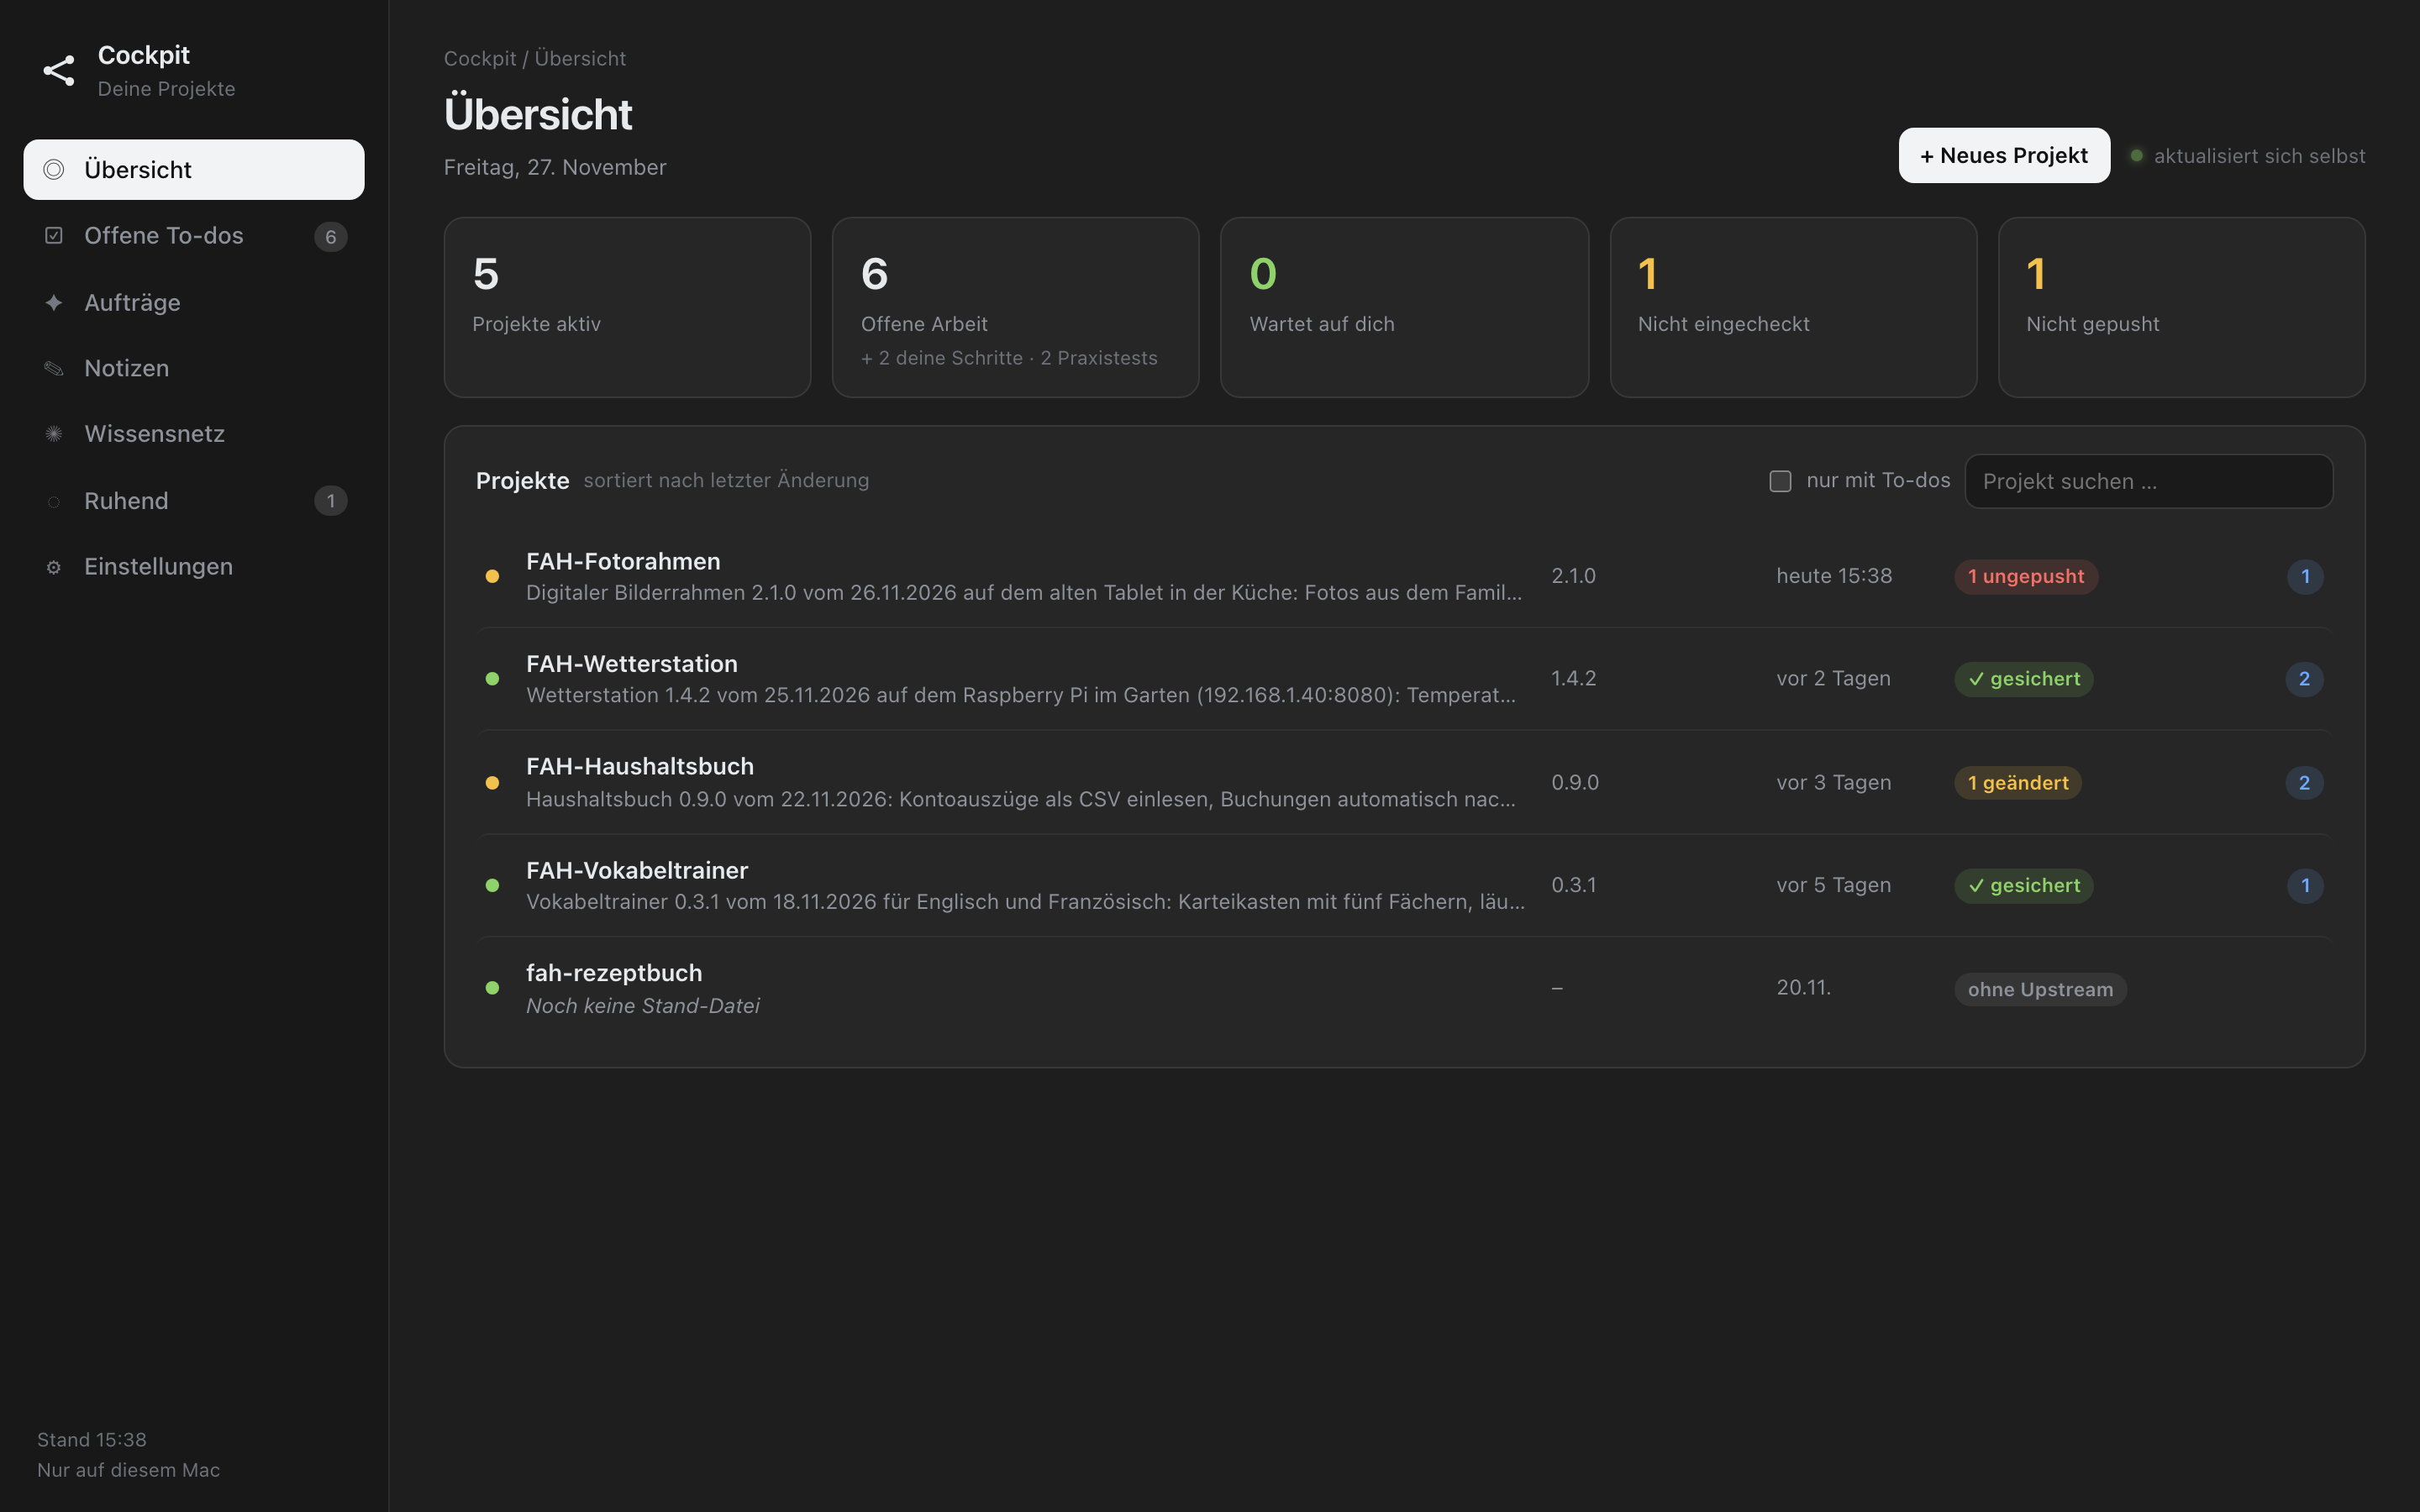 Cockpit
Deine Projekte
Übersicht
Offene To-dos 6
Aufträge
Notizen
Wissensnetz
Ruhend 1
Einstellungen
Stand 15:38
Nur auf diesem Mac
Cockpit / Übersicht
Übersicht
Freitag, 27. November
+ Neues Projekt
aktualisiert sich selbst
5
Projekte aktiv
6
Offene Arbeit
+ 2 deine Schritte · 2 Praxistests
0
Wartet auf dich
1
Nicht eingecheckt
1
Nicht gepusht
Projekte sortiert nach letzter Änderung
nur mit To-dos
Projekt suchen ...
FAH-Fotorahmen
Digitaler Bilderrahmen 2.1.0 vom 26.11.2026 auf dem alten Tablet in der Küche: Fotos aus dem Famil...
2.1.0 heute 15:38 1 ungepusht 1
FAH-Wetterstation
Wetterstation 1.4.2 vom 25.11.2026 auf dem Raspberry Pi im Garten (192.168.1.40:8080): Temperat...
1.4.2 vor 2 Tagen ✓ gesichert 2
FAH-Haushaltsbuch
Haushaltsbuch 0.9.0 vom 22.11.2026: Kontoauszüge als CSV einlesen, Buchungen automatisch nac...
0.9.0 vor 3 Tagen 1 geändert 2
FAH-Vokabeltrainer
Vokabeltrainer 0.3.1 vom 18.11.2026 für Englisch und Französisch: Karteikasten mit fünf Fächern, läu...
0.3.1 vor 5 Tagen ✓ gesichert 1
fah-rezeptbuch
Noch keine Stand-Datei
– 20.11. ohne Upstream